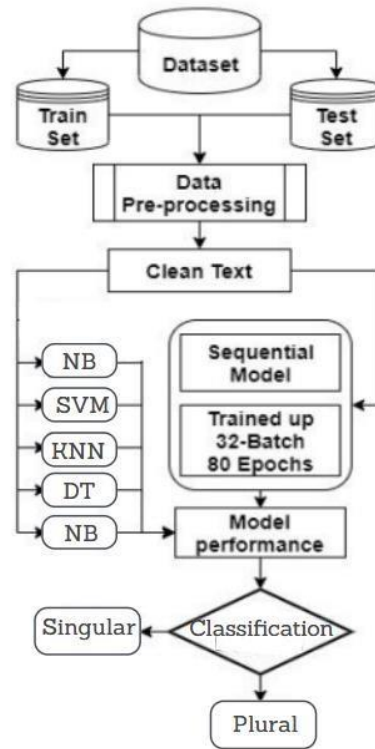 Dataset
Train
Set
Test
Set
Data
Pre-processing
Clean Text
NB
SVM
KNN
DT
NB
Sequential
Model
Trained up
32-Batch
80 Epochs
Model
performance
Classification
Singular
Plural